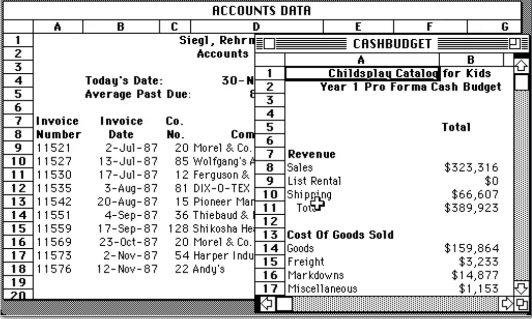 ACCOUNTS DATA
A B C D E F G
1 Siegl, Rehrm
2 Accounts
3
4 Today's Date: 30-N
5 Average Past Due:
6
7 Invoice Invoice Co.
8 Number Date No. Com
9 11521 2-Jul-87 20 Morel & Co.
10 11527 13-Jul-87 85 Wolfgang's A
11 11530 17-Jul-87 12 Ferguson &
12 11535 3-Aug-87 81 DIX-O-TEX
13 11542 20-Aug-87 15 Pioneer Mar
14 11551 4-Sep-87 36 Thiebaud &
15 11559 17-Sep-87 128 Shikosha He
16 11569 23-Oct-87 20 Morel & Co.
17 11573 2-Nov-87 54 Harper Indu
18 11576 12-Nov-87 22 Andy's
19
20
CASHBUDGET
A B
1 Childsplay Catalog for Kids
2 Year 1 Pro Forma Cash Budget
5 Total
6
7 Revenue
8 Sales $323,316
9 List Rental $0
10 Shipping $66,607
11 Total $389,923
12
13 Cost Of Goods Sold
14 Goods $159,864
15 Freight $3,233
16 Markdowns $14,877
17 Miscellaneous $1,153